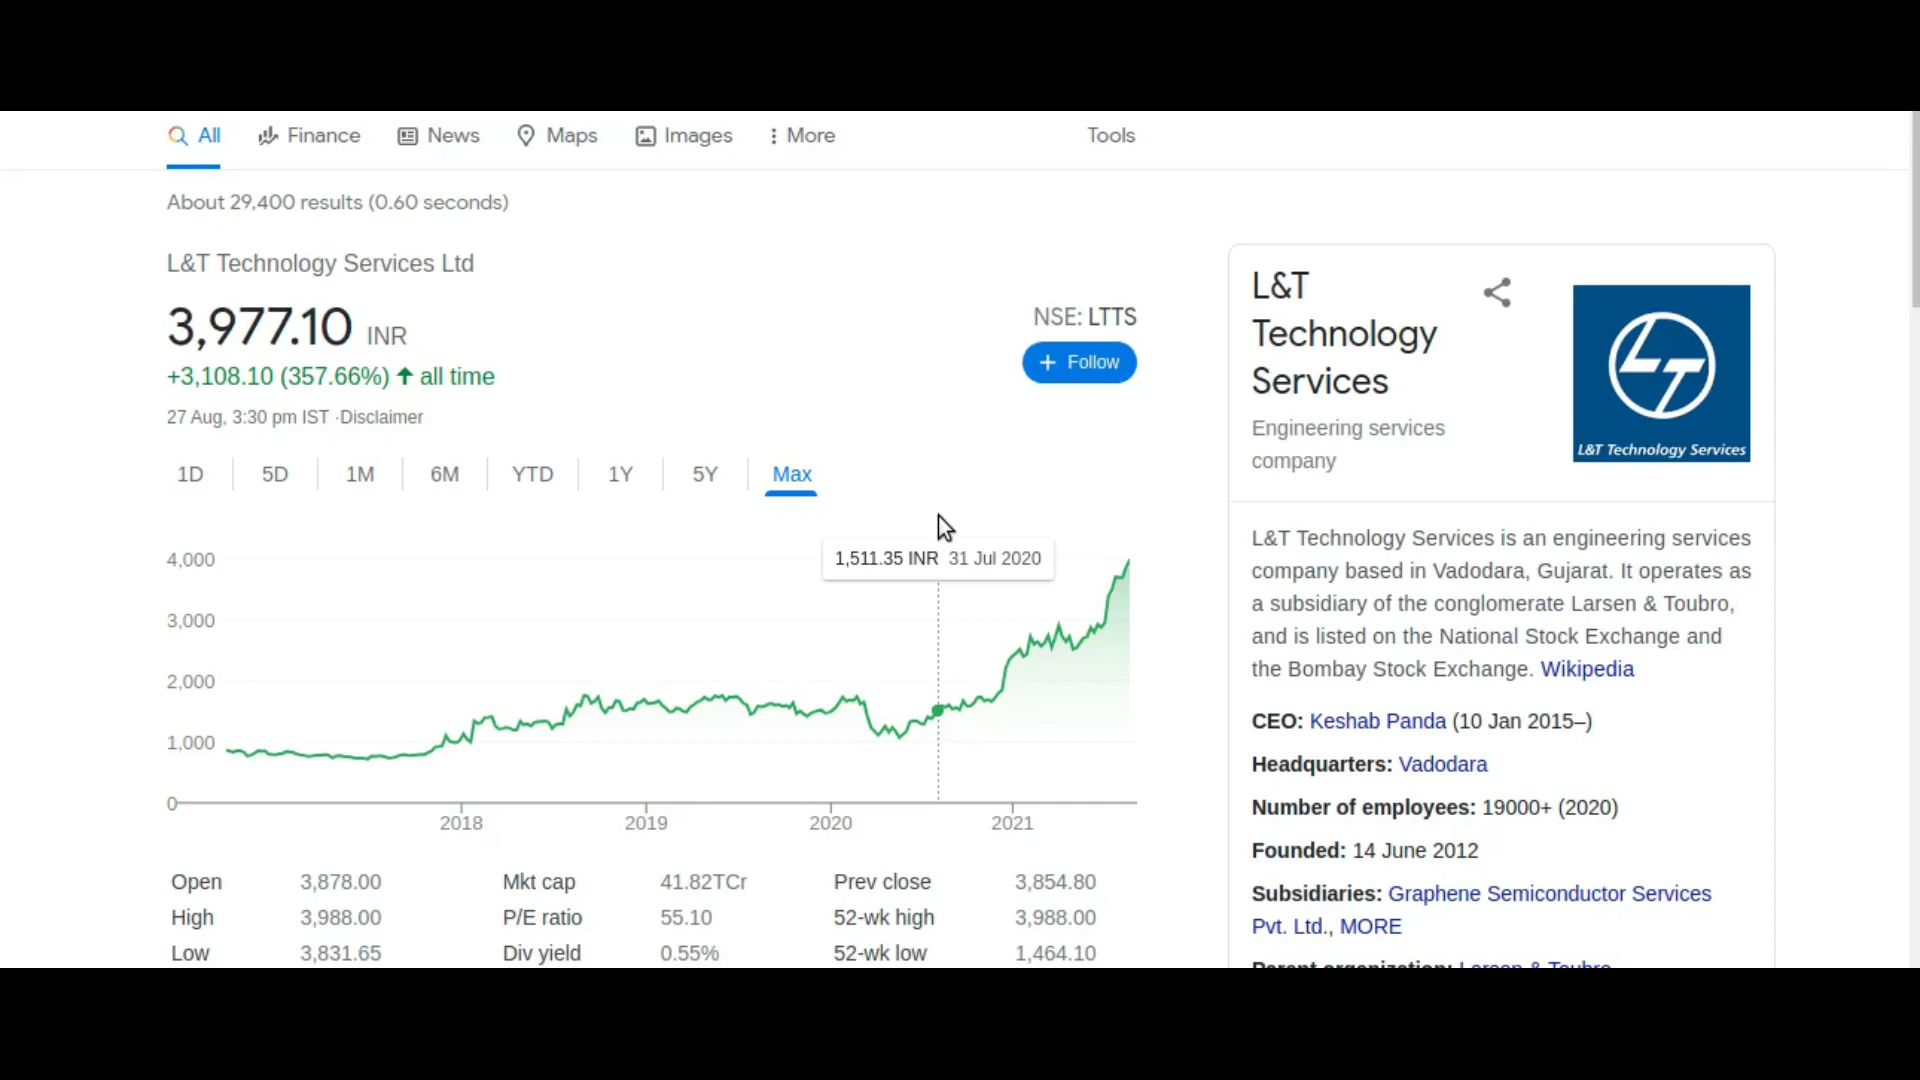 All Finance News Maps Images More Tools
About 29,400 results (0.60 seconds)
L&T Technology Services Ltd
3,977.10 INR
+3,108.10 (357.66%) ↑ all time
27 Aug, 3:30 pm IST ·Disclaimer
NSE: LTTS
+ Follow
1D 5D 1M 6M YTD 1Y 5Y Max
1,511.35 INR 31 Jul 2020
4,000
3,000
2,000
1,000
0
2018 2019 2020 2021
Open 3,878.00 Mkt cap 41.82TCr Prev close 3,854.80
High 3,988.00 P/E ratio 55.10 52-wk high 3,988.00
Low 3,831.65 Div yield 0.55% 52-wk low 1,464.10
L&T
Technology
Services
Engineering services
company
LT
L&T Technology Services
L&T Technology Services is an engineering services
company based in Vadodara, Gujarat. It operates as
a subsidiary of the conglomerate Larsen & Toubro,
and is listed on the National Stock Exchange and
the Bombay Stock Exchange. Wikipedia
CEO: Keshab Panda (10 Jan 2015–)
Headquarters: Vadodara
Number of employees: 19000+ (2020)
Founded: 14 June 2012
Subsidiaries: Graphene Semiconductor Services
Pvt. Ltd., MORE
Parent organization: Larsen & Toubro